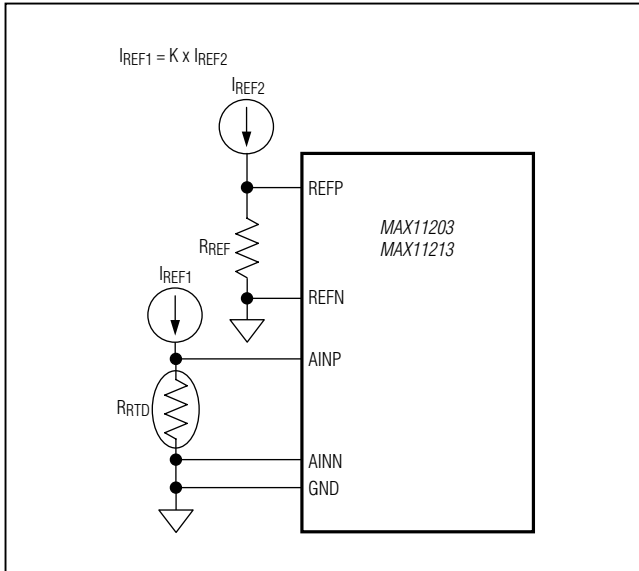 IREF1 = K x IREF2
IREF2
REFP
MAX11203
MAX11213
RREF
REFN
IREF1
AINP
RRTD
AINN
GND